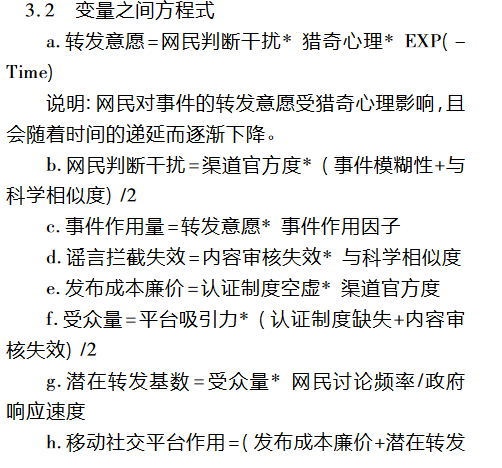 3.2 变量之间方程式
a.转发意愿=网民判断干扰* 猎奇心理* EXP(-
Time)
说明:网民对事件的转发意愿受猎奇心理影响,且
会随着时间的递延而逐渐下降。
b.网民判断干扰=渠道官方度* (事件模糊性+与
科学相似度)/2
c.事件作用量=转发意愿* 事件作用因子
d.谣言拦截失效=内容审核失效* 与科学相似度
e.发布成本廉价=认证制度空虚* 渠道官方度
f.受众量=平台吸引力* (认证制度缺失+内容审
核失效)/2
g.潜在转发基数=受众量* 网民讨论频率/政府
响应速度
h.移动社交平台作用=(发布成本廉价+潜在转发